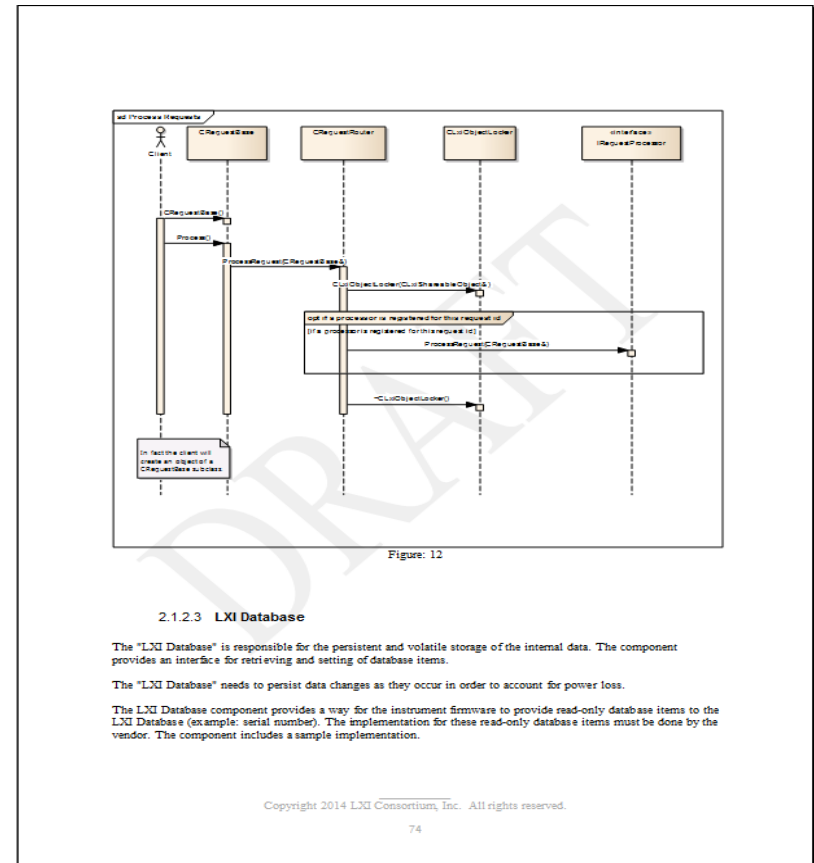 sd Process Requests
Client
CRequestBase
CRequestRouter
CLxiObjectLocker
«interface»
IRequestProcessor
CRequestBase()
Process()
ProcessRequest(CRequestBase&)
CLxiObjectLocker(CLxiShareableObject&)
opt if a processor is registered for this request id
[if a processor is registered for this request id]
ProcessRequest(CRequestBase&)
~CLxiObjectLocker()
In fact the client will
create an object of a
CRequestBase subclass.
DRAFT
Figure: 12
2.1.2.3 LXI Database
The "LXI Database" is responsible for the persistent and volatile storage of the internal data. The component
provides an interface for retrieving and setting of database items.
The "LXI Database" needs to persist data changes as they occur in order to account for power loss.
The LXI Database component provides a way for the instrument firmware to provide read-only database items to the
LXI Database (example: serial number). The implementation for these read-only database items must be done by the
vendor. The component includes a sample implementation.
Copyright 2014 LXI Consortium, Inc. All rights reserved.
74